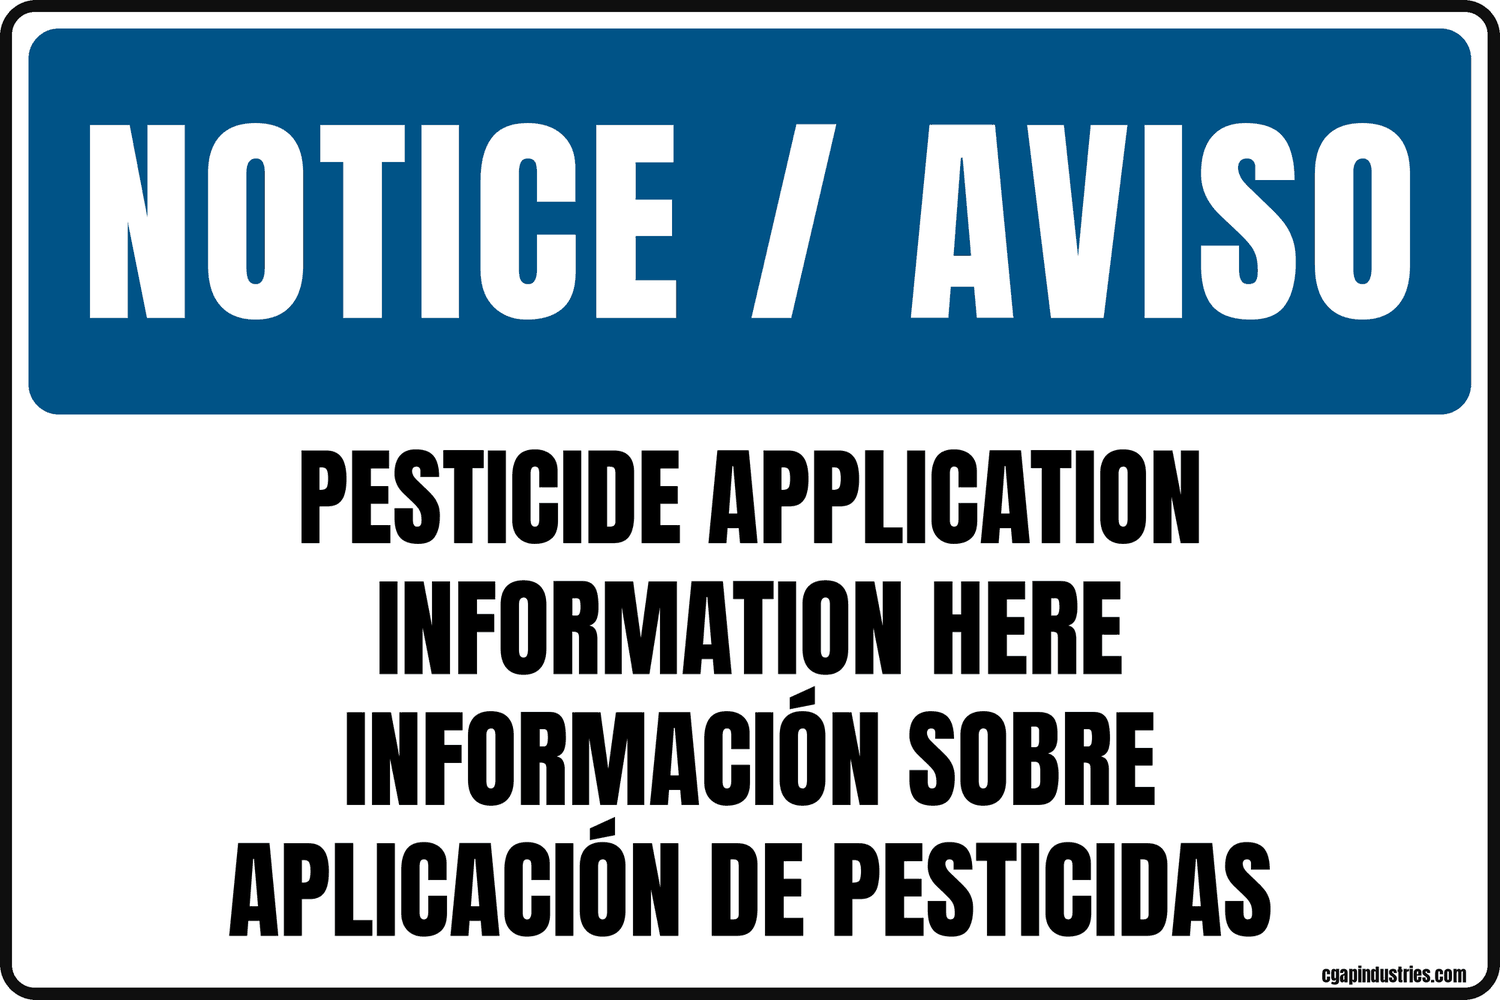 NOTICE / AVISO
PESTICIDE APPLICATION
INFORMATION HERE
INFORMACIÓN SOBRE
APLICACIÓN DE PESTICIDAS
cgapindustries.com